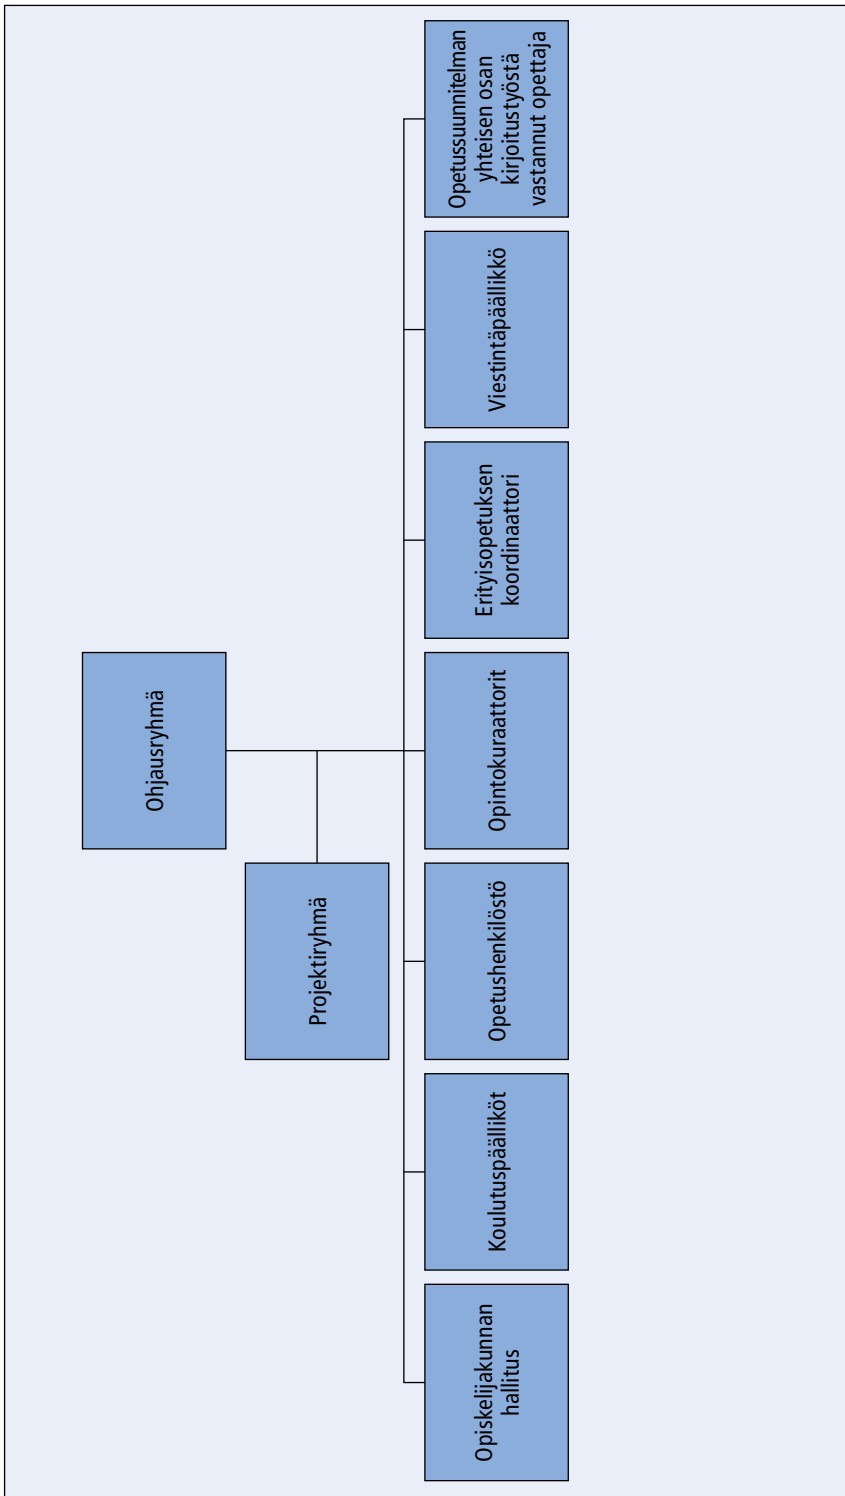 Ohjausryhmä
Projektiryhmä
Opiskelijakunnan
hallitus
Koulutuspäälliköt
Opetushenkilöstö
Opintokuraattorit
Erityisopetuksen
koordinaattori
Viestintäpäällikkö
Opetussuunnitelman
yhteisen osan
kirjoitustyöstä
vastannut opettaja